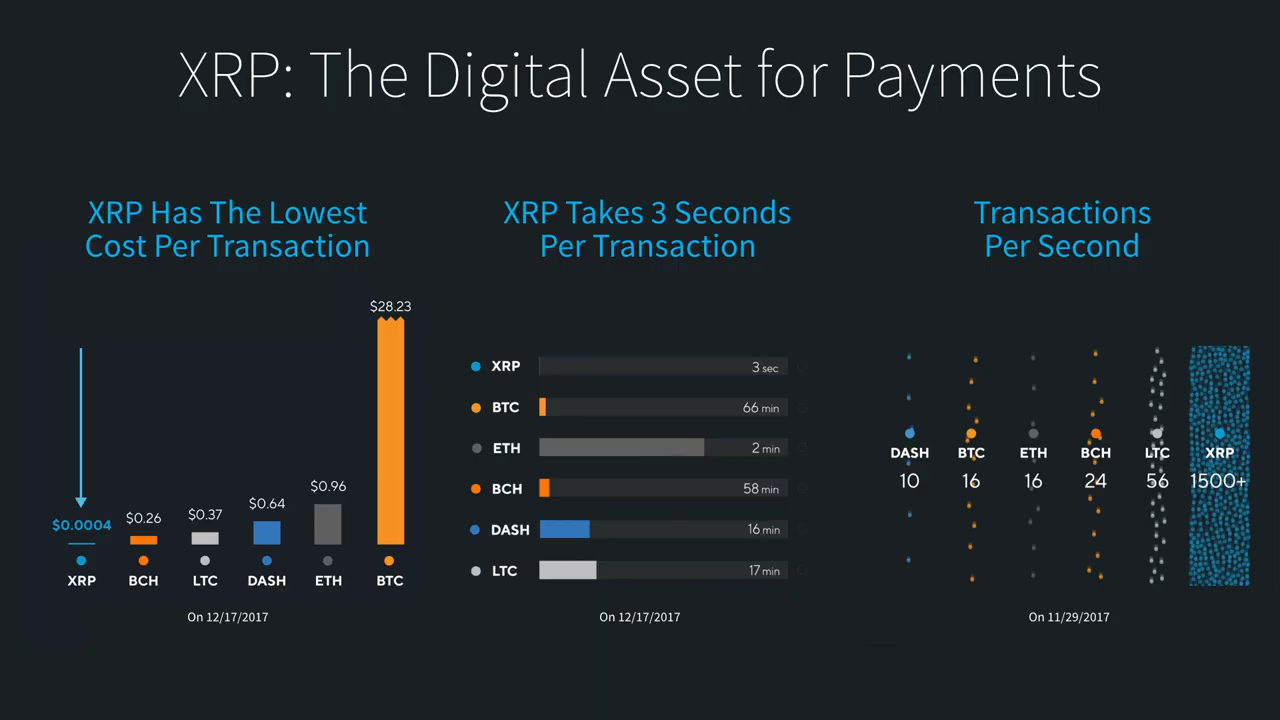 XRP: The Digital Asset for Payments
XRP Has The Lowest
Cost Per Transaction
$28.23
$0.96
$0.64
$0.37
$0.26
$0.0004
XRP BCH LTC DASH ETH BTC
On 12/17/2017
XRP Takes 3 Seconds
Per Transaction
XRP 3 sec
BTC 66 min
ETH 2 min
BCH 58 min
DASH 16 min
LTC 17 min
On 12/17/2017
Transactions
Per Second
DASH BTC ETH BCH LTC XRP
10 16 16 24 56 1500+
On 11/29/2017